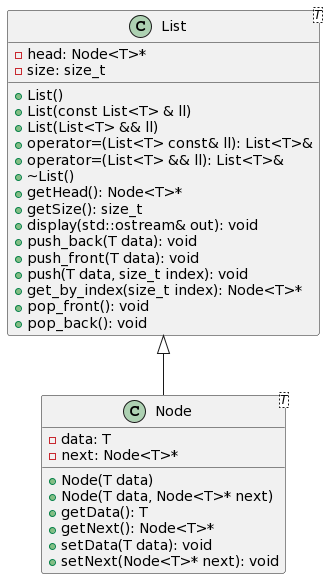 C List
T
head: Node<T>*
size: size_t
List()
List(const List<T> & ll)
List(List<T> && ll)
operator=(List<T> const& ll): List<T>&
operator=(List<T> && ll): List<T>&
~List()
getHead(): Node<T>*
getSize(): size_t
display(std::ostream& out): void
push_back(T data): void
push_front(T data): void
push(T data, size_t index): void
get_by_index(size_t index): Node<T>*
pop_front(): void
pop_back(): void
C Node
T
data: T
next: Node<T>*
Node(T data)
Node(T data, Node<T>* next)
getData(): T
getNext(): Node<T>*
setData(T data): void
setNext(Node<T>* next): void